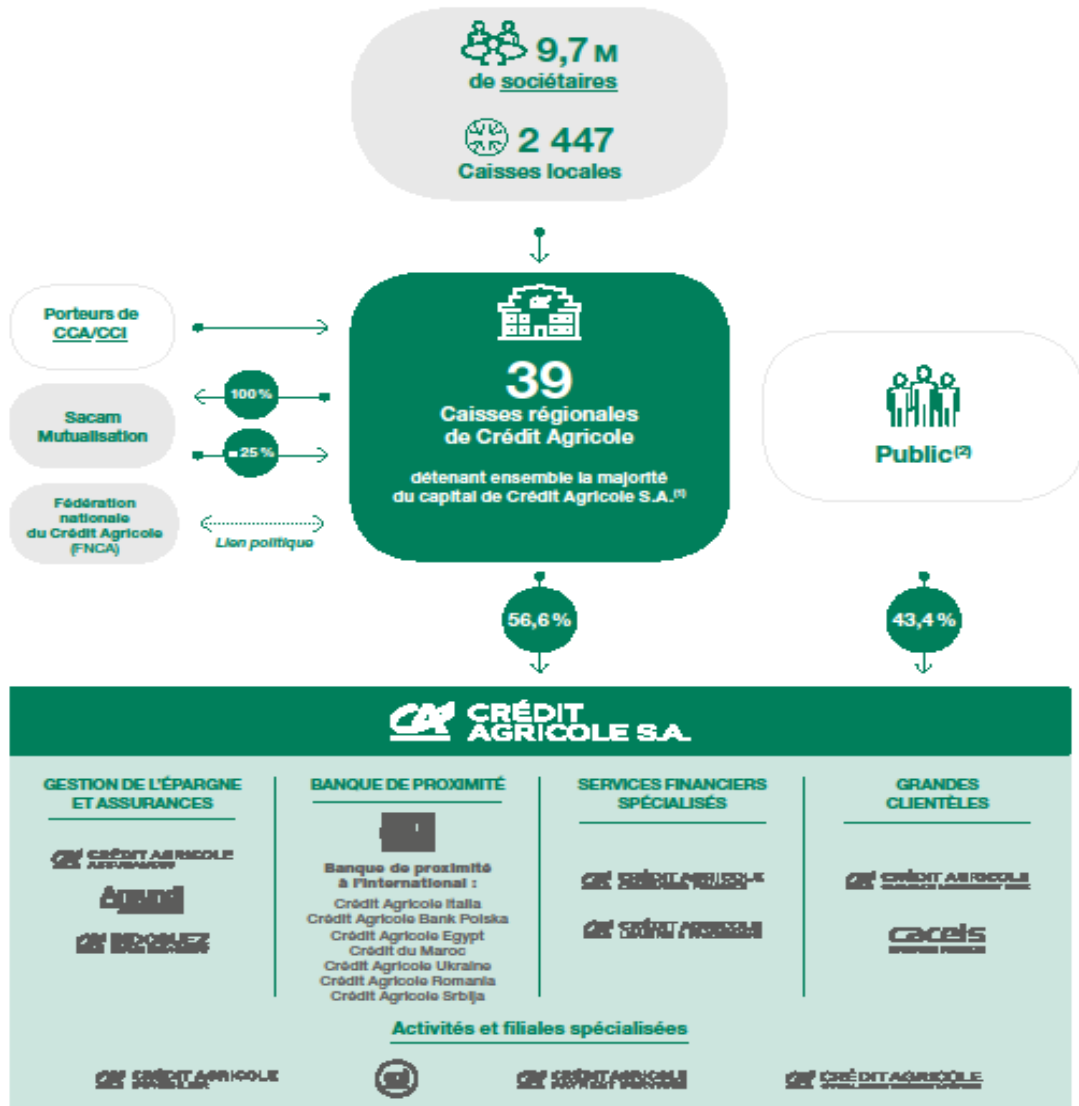 9,7 M
de sociétaires
2 447
Caisses locales
Porteurs de
CCA/CCI
100 %
Sacam
Mutualisation
25 %
Fédération
nationale
du Crédit Agricole
(FNCA)
Lien politique
39
Caisses régionales
de Crédit Agricole
détenant ensemble la majorité
du capital de Crédit Agricole S.A.(1)
Public(2)
56,6 %
43,4 %
CRÉDIT
AGRICOLE S.A.
GESTION DE L'ÉPARGNE
ET ASSURANCES
CRÉDIT AGRICOLE
ASSURANCES
Amundi
BANQUE DE PROXIMITÉ
Banque de proximité
à l'international :
Crédit Agricole Italia
Crédit Agricole Bank Polska
Crédit Agricole Egypt
Crédit du Maroc
Crédit Agricole Ukraine
Crédit Agricole Romania
Crédit Agricole Srbija
SERVICES FINANCIERS
SPÉCIALISÉS
CRÉDIT AGRICOLE
CRÉDIT AGRICOLE
GRANDES
CLIENTÈLES
CRÉDIT AGRICOLE
caceis
Activités et filiales spécialisées
CRÉDIT AGRICOLE
CRÉDIT AGRICOLE
CRÉDIT AGRICOLE